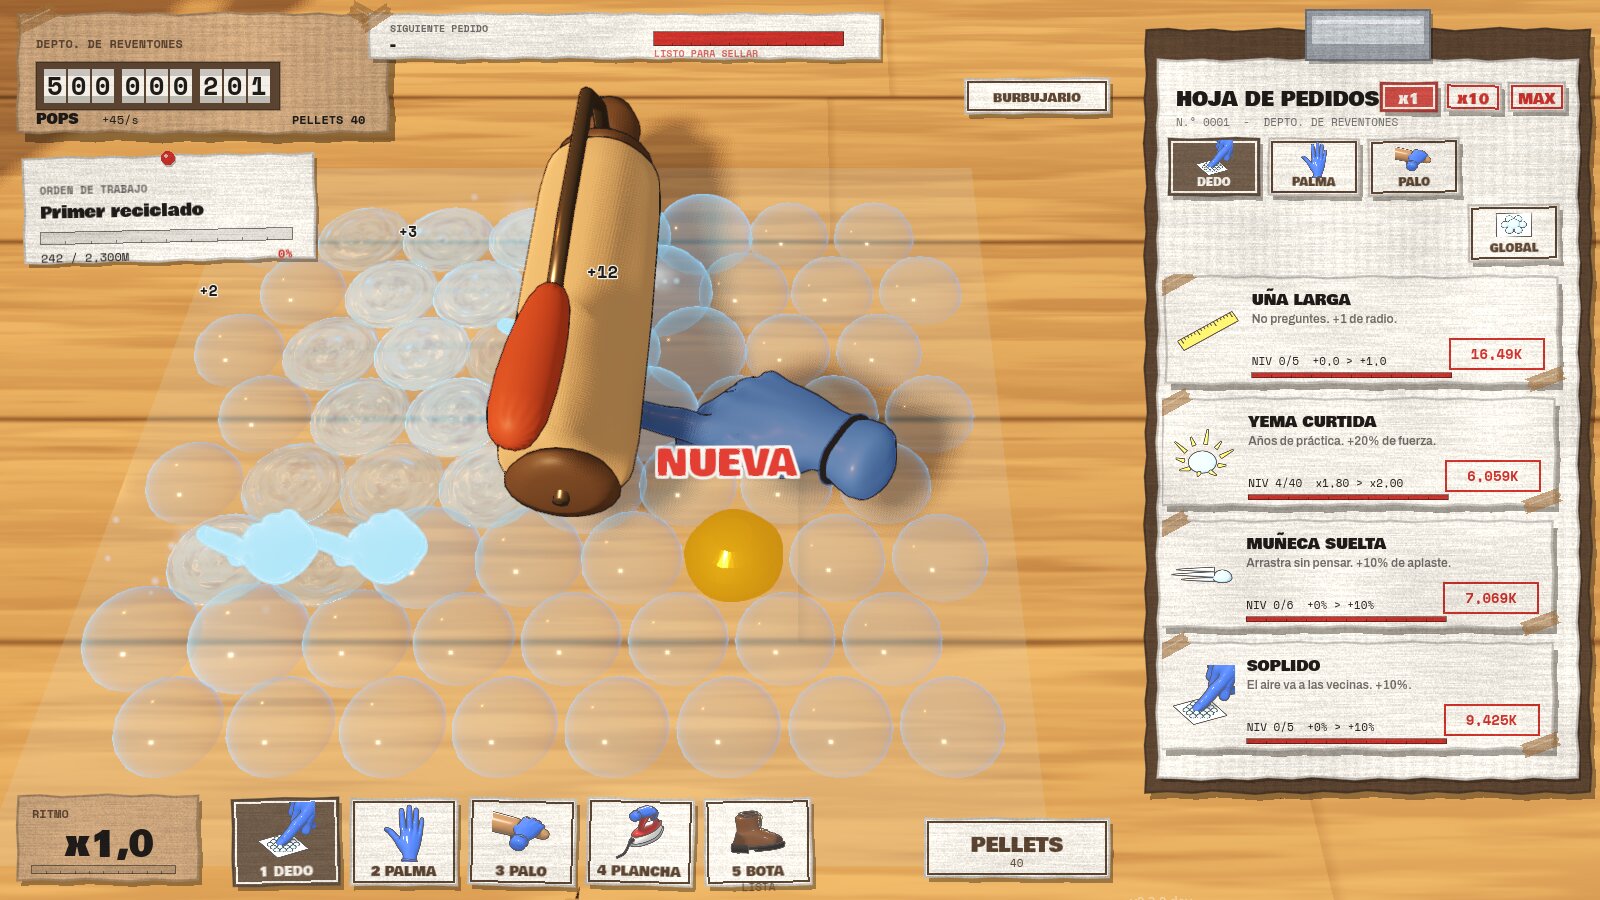 DEPTO. DE REVENTONES
500 000 201
POPS +45/s PELLETS 40
SIGUIENTE PEDIDO
-
LISTO PARA SELLAR
BURBUJARIO
ORDEN DE TRABAJO
Primer reciclado
0%
242 / 2,300M
+3
+2
+12
NUEVA
HOJA DE PEDIDOS
x1 x10 MAX
N.° 0001 - DEPTO. DE REVENTONES
DEDO PALMA PALO
GLOBAL
UÑA LARGA
No preguntes. +1 de radio.
NIV 0/5 +0,0 > +1,0
16,49K
YEMA CURTIDA
Años de práctica. +20% de fuerza.
NIV 4/40 x1,80 > x2,00
6,059K
MUÑECA SUELTA
Arrastra sin pensar. +10% de aplaste.
NIV 0/6 +0% > +10%
7,069K
SOPLIDO
El aire va a las vecinas. +10%.
NIV 0/5 +0% > +10%
9,425K
RITMO
x1,0
1 DEDO 2 PALMA 3 PALO 4 PLANCHA 5 BOTA
LISTA
PELLETS
40